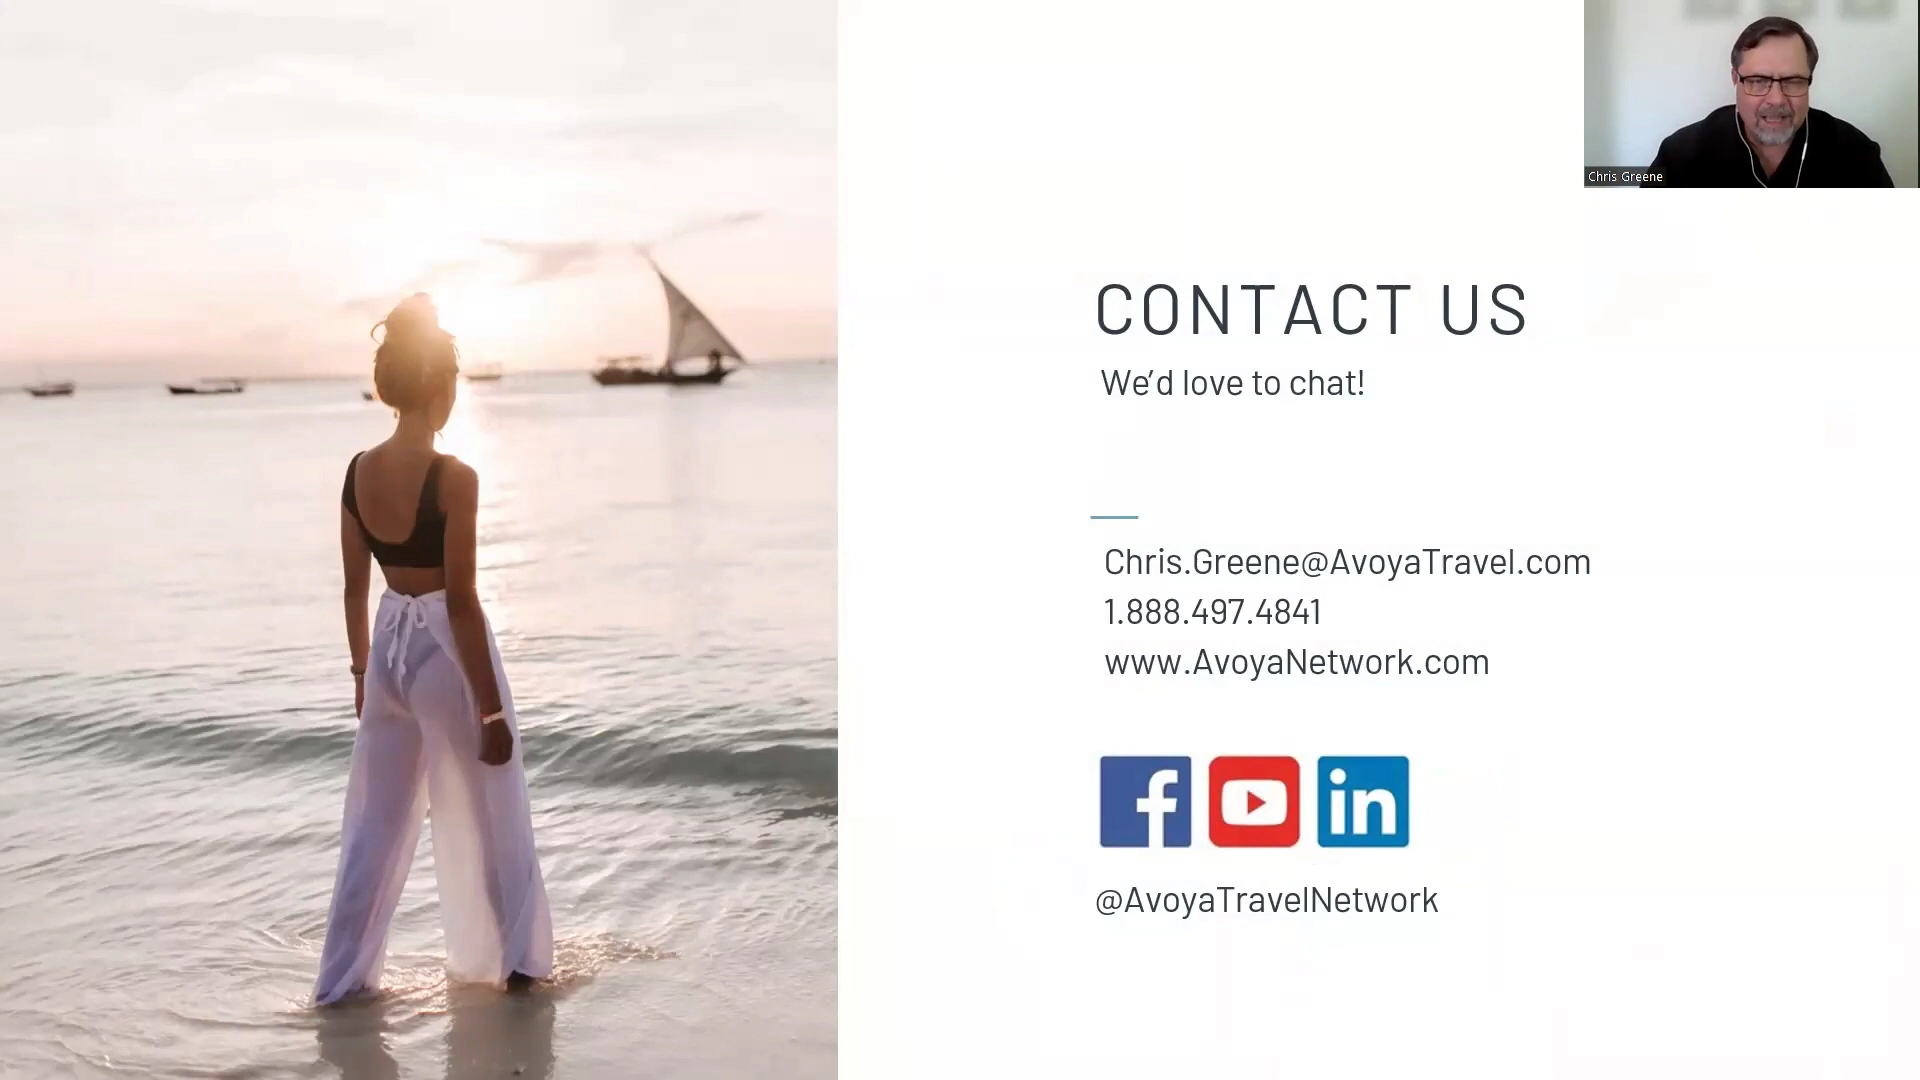 Chris Greene
CONTACT US
We'd love to chat!
Chris.Greene@AvoyaTravel.com
1.888.497.4841
www.AvoyaNetwork.com
f
in
@AvoyaTravelNetwork